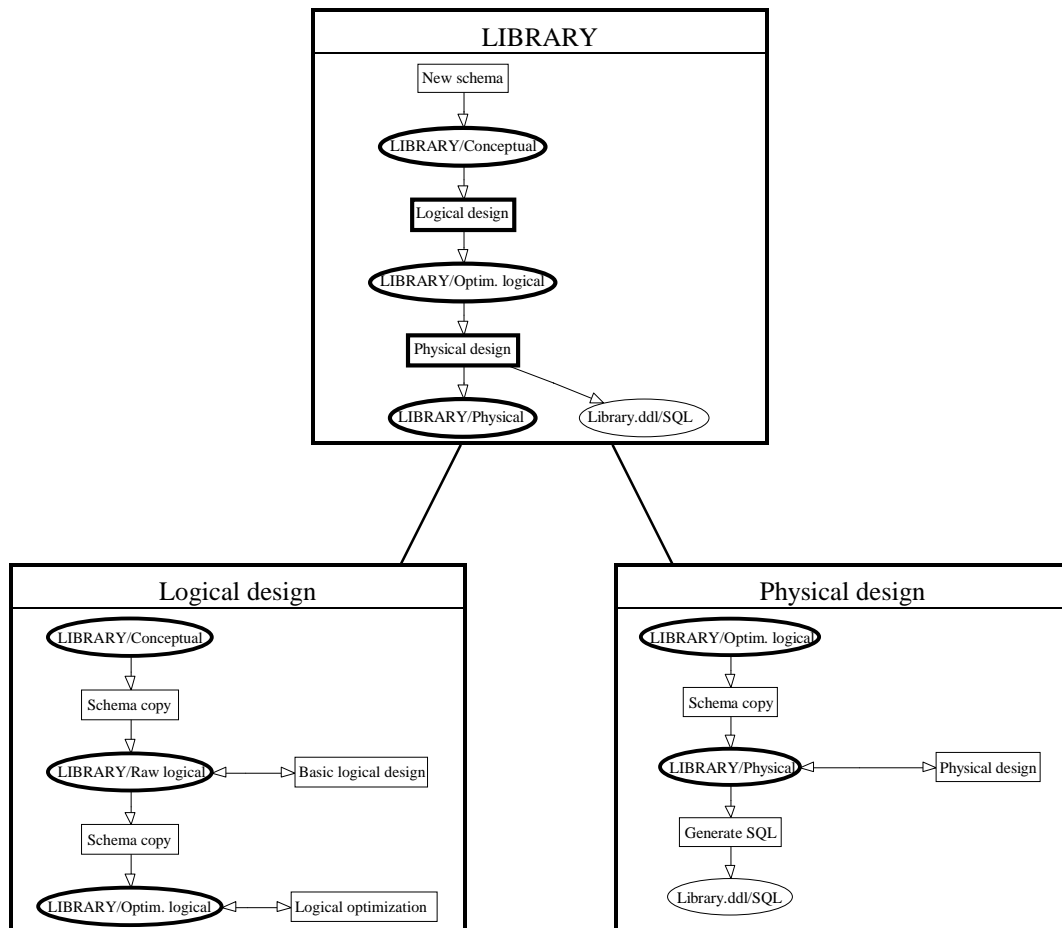 LIBRARY
New schema
LIBRARY/Conceptual
Logical design
LIBRARY/Optim. logical
Physical design
LIBRARY/Physical
Library.ddl/SQL
Logical design
LIBRARY/Conceptual
Schema copy
LIBRARY/Raw logical
Basic logical design
Schema copy
LIBRARY/Optim. logical
Logical optimization
Physical design
LIBRARY/Optim. logical
Schema copy
LIBRARY/Physical
Physical design
Generate SQL
Library.ddl/SQL